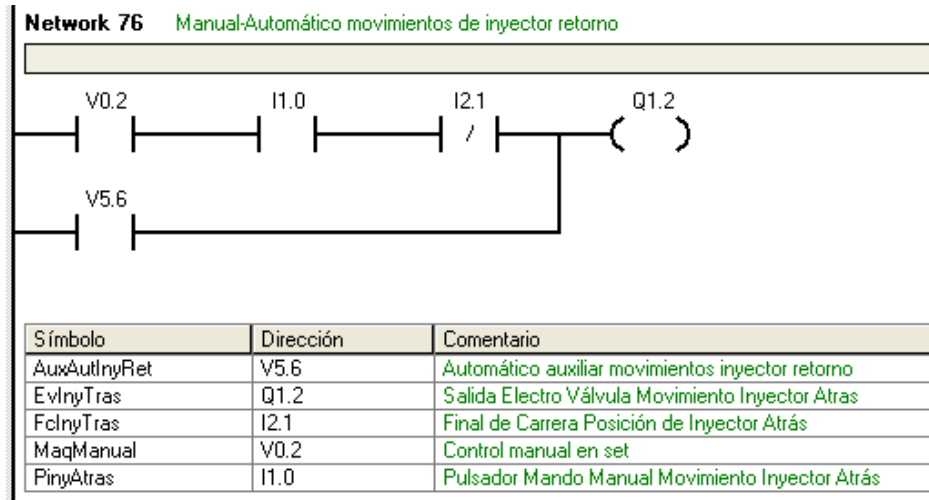 Network 76 Manual-Automático movimientos de inyector retorno
V0.2 I1.0 I2.1 Q1.2
/
V5.6
Símbolo Dirección Comentario
AuxAutInyRet V5.6 Automático auxiliar movimientos inyector retorno
EvInyTras Q1.2 Salida Electro Válvula Movimiento Inyector Atras
FcInyTras I2.1 Final de Carrera Posición de Inyector Atrás
MaqManual V0.2 Control manual en set
PinyAtras I1.0 Pulsador Mando Manual Movimiento Inyector Atrás